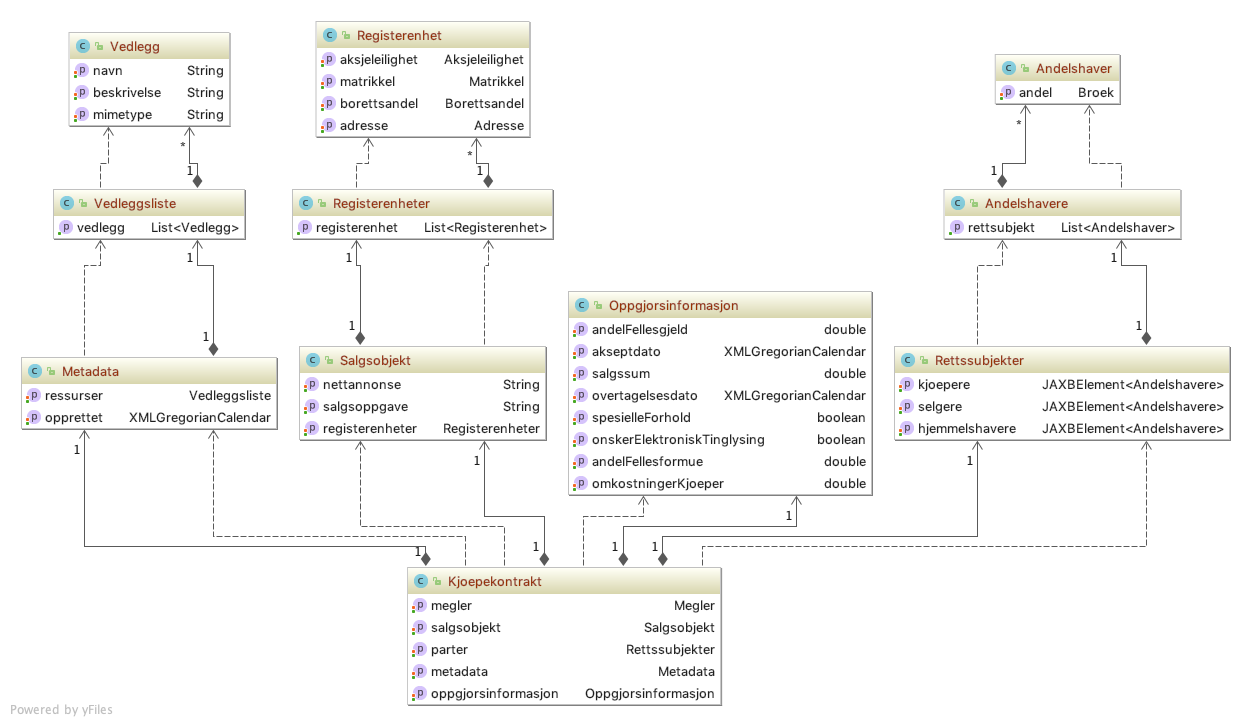 Vedlegg
navn String
beskrivelse String
mimetype String
Registerenhet
aksjeleilighet Aksjeleilighet
matrikkel Matrikkel
borettsandel Borettsandel
adresse Adresse
Andelshaver
andel Broek
*
1
*
1
*
1
Vedleggsliste
vedlegg List<Vedlegg>
Registerenheter
registerenhet List<Registerenhet>
Andelshavere
rettsubjekt List<Andelshaver>
1
1
1
1
1
1
Metadata
ressurser Vedleggsliste
opprettet XMLGregorianCalendar
Salgsobjekt
nettannonse String
salgsoppgave String
registerenheter Registerenheter
Oppgjorsinformasjon
andelFellesgjeld double
akseptdato XMLGregorianCalendar
salgssum double
overtagelsesdato XMLGregorianCalendar
spesielleForhold boolean
onskerElektroniskTinglysing boolean
andelFellesformue double
omkostningerKjoeper double
Rettssubjekter
kjoepere JAXBElement<Andelshavere>
selgere JAXBElement<Andelshavere>
hjemmelshavere JAXBElement<Andelshavere>
1
1
1
1
1
1
1
1
Kjoepekontrakt
megler Megler
salgsobjekt Salgsobjekt
parter Rettssubjekter
metadata Metadata
oppgjorsinformasjon Oppgjorsinformasjon
Powered by yFiles